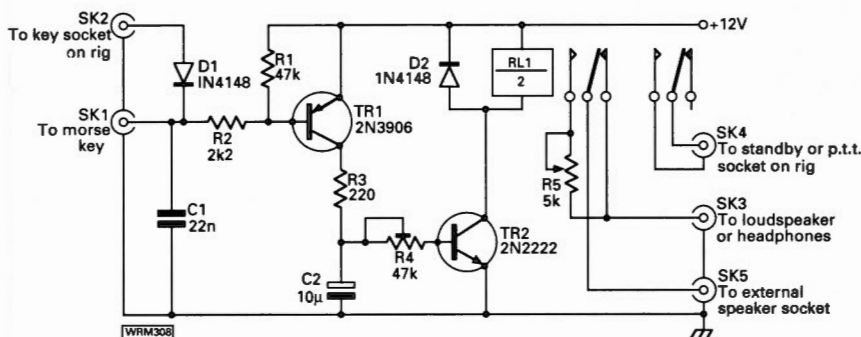 SK2
To key socket
on rig
D1
IN4148
SK1
To morse
key
C1
22n
R2
2k2
R1
47k
TR1
2N3906
R3
220
C2
10µ
R4
47k
TR2
2N2222
D2
1N4148
RL1
2
+12V
R5
5k
SK4
To standby or p.t.t.
socket on rig
SK3
To loudspeaker
or headphones
SK5
To external
speaker socket
WRM308